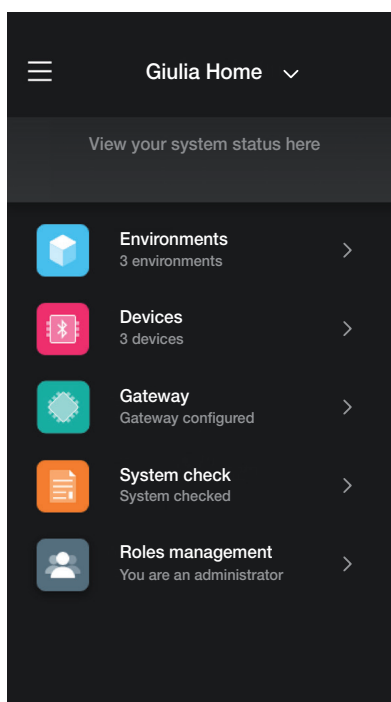 Giulia Home
View your system status here
Environments
3 environments
Devices
3 devices
Gateway
Gateway configured
System check
System checked
Roles management
You are an administrator